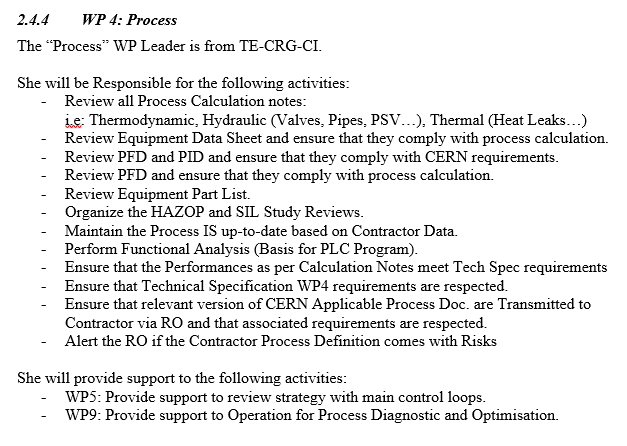 2.4.4 WP 4: Process
The “Process” WP Leader is from TE-CRG-CI.
She will be Responsible for the following activities:
- Review all Process Calculation notes:
i.e: Thermodynamic, Hydraulic (Valves, Pipes, PSV…), Thermal (Heat Leaks…)
- Review Equipment Data Sheet and ensure that they comply with process calculation.
- Review PFD and PID and ensure that they comply with CERN requirements.
- Review PFD and ensure that they comply with process calculation.
- Review Equipment Part List.
- Organize the HAZOP and SIL Study Reviews.
- Maintain the Process IS up-to-date based on Contractor Data.
- Perform Functional Analysis (Basis for PLC Program).
- Ensure that the Performances as per Calculation Notes meet Tech Spec requirements
- Ensure that Technical Specification WP4 requirements are respected.
- Ensure that relevant version of CERN Applicable Process Doc. are Transmitted to
Contractor via RO and that associated requirements are respected.
- Alert the RO if the Contractor Process Definition comes with Risks
She will provide support to the following activities:
- WP5: Provide support to review strategy with main control loops.
- WP9: Provide support to Operation for Process Diagnostic and Optimisation.